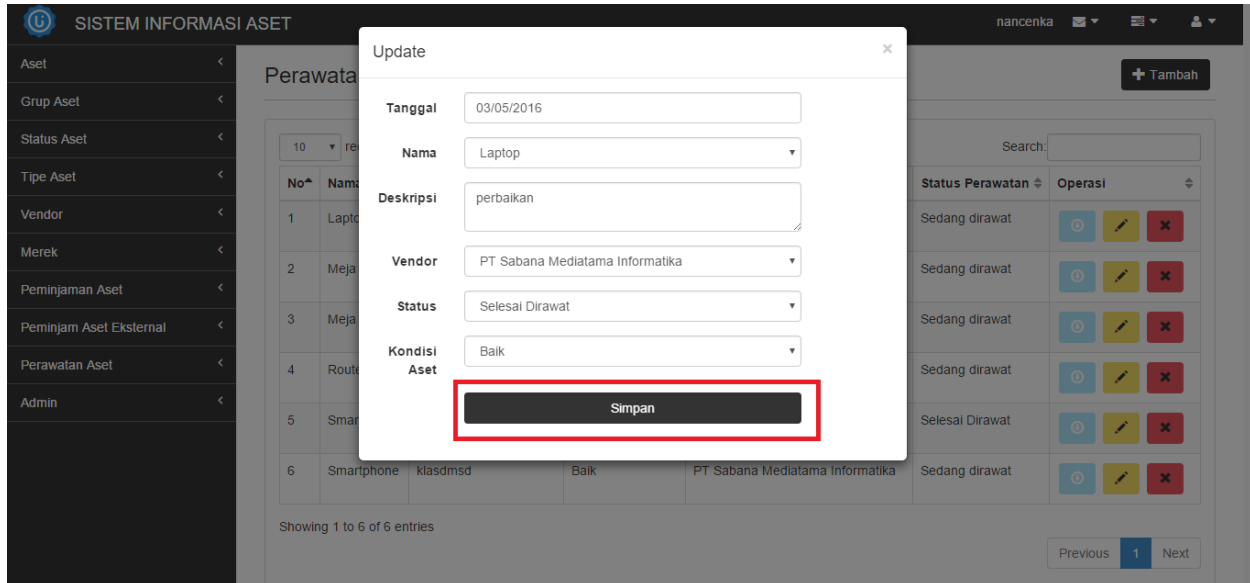 SISTEM INFORMASI ASET
nancenka
Aset
Grup Aset
Status Aset
Tipe Aset
Vendor
Merek
Peminjaman Aset
Peminjam Aset Eksternal
Perawatan Aset
Admin
Perawata
Tambah
Update
×
Tanggal 03/05/2016
Nama Laptop
Deskripsi perbaikan
Vendor PT Sabana Mediatama Informatika
Status Selesai Dirawat
Kondisi Aset Baik
Simpan
10 re
Search:
No Nama Status Perawatan Operasi
1 Lapto Sedang dirawat
2 Meja Sedang dirawat
3 Meja Sedang dirawat
4 Route Sedang dirawat
5 Smar Selesai Dirawat
6 Smartphone klasdmsd Baik PT Sabana Mediatama Informatika Sedang dirawat
Showing 1 to 6 of 6 entries
Previous 1 Next